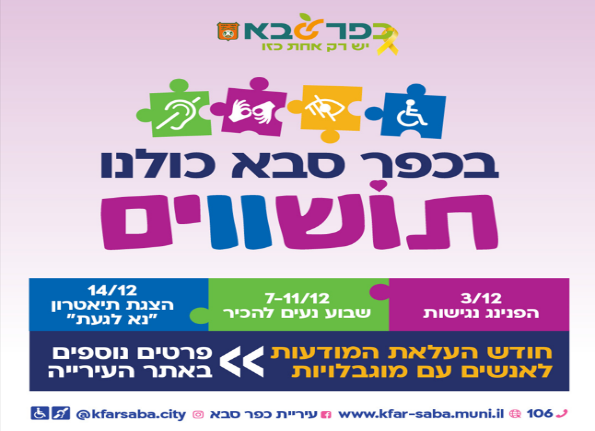 כפר סבא
יש רק אחת כזו
בכפר סבא כולנו
תושווים
3/12
הפנינג נגישות
7-11/12
שבוע נעים להכיר
14/12
הצגת תיאטרון
"נא לגעת"
חודש העלאת המודעות
לאנשים עם מוגבלויות
>> פרטים נוספים
באתר העירייה
106 www.kfar-saba.muni.il עיריית כפר סבא @kfarsaba.city